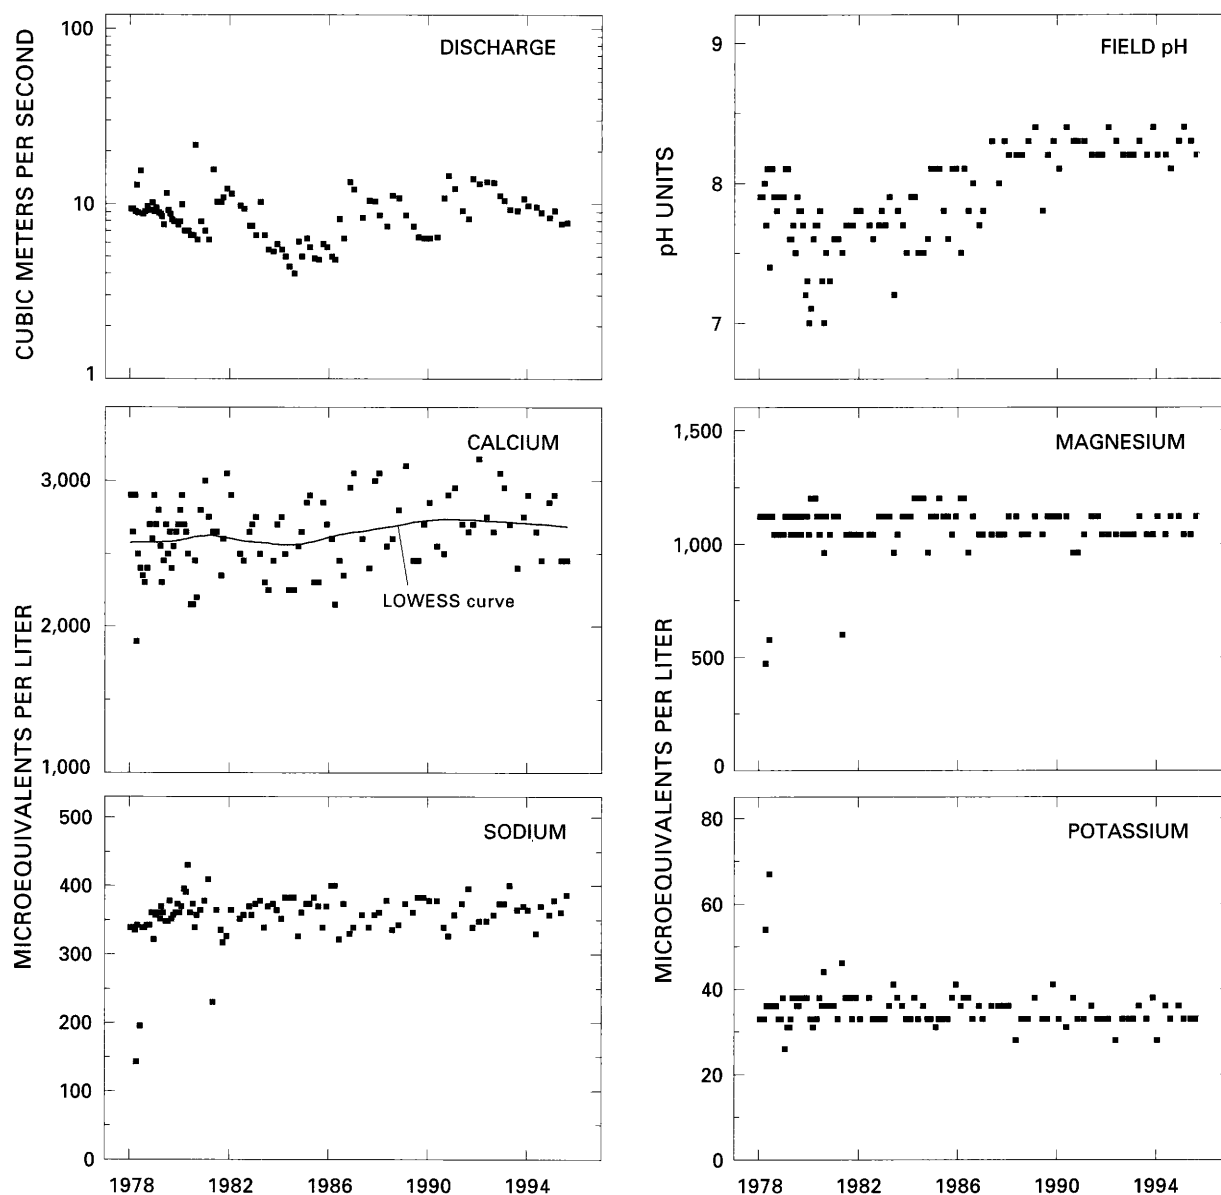 DISCHARGE
CUBIC METERS PER SECOND
100
10
1
FIELD pH
pH UNITS
9
8
7
CALCIUM
3,000
2,000
1,000
LOWESS curve
MICROEQUIVALENTS PER LITER
MAGNESIUM
1,500
1,000
500
0
MICROEQUIVALENTS PER LITER
SODIUM
500
400
300
200
100
0
1978 1982 1986 1990 1994
POTASSIUM
80
60
40
20
0
1978 1982 1986 1990 1994